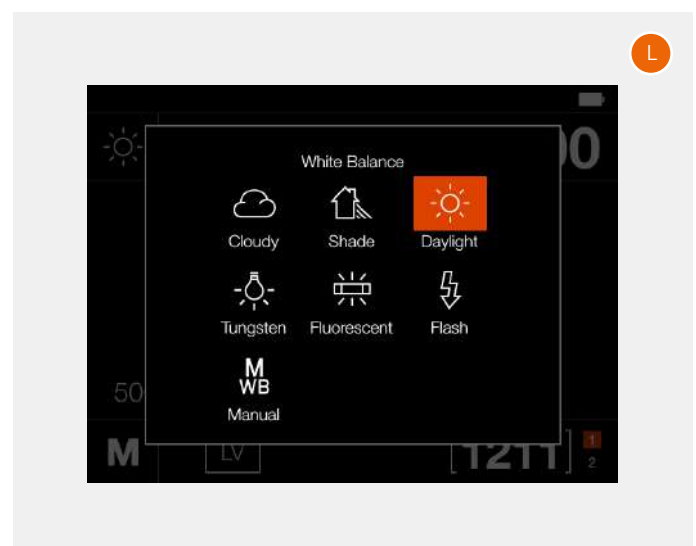 L
00
White Balance
Cloudy Shade Daylight
Tungsten Fluorescent Flash
M
WB
Manual
50
M LV [1211] 1
2